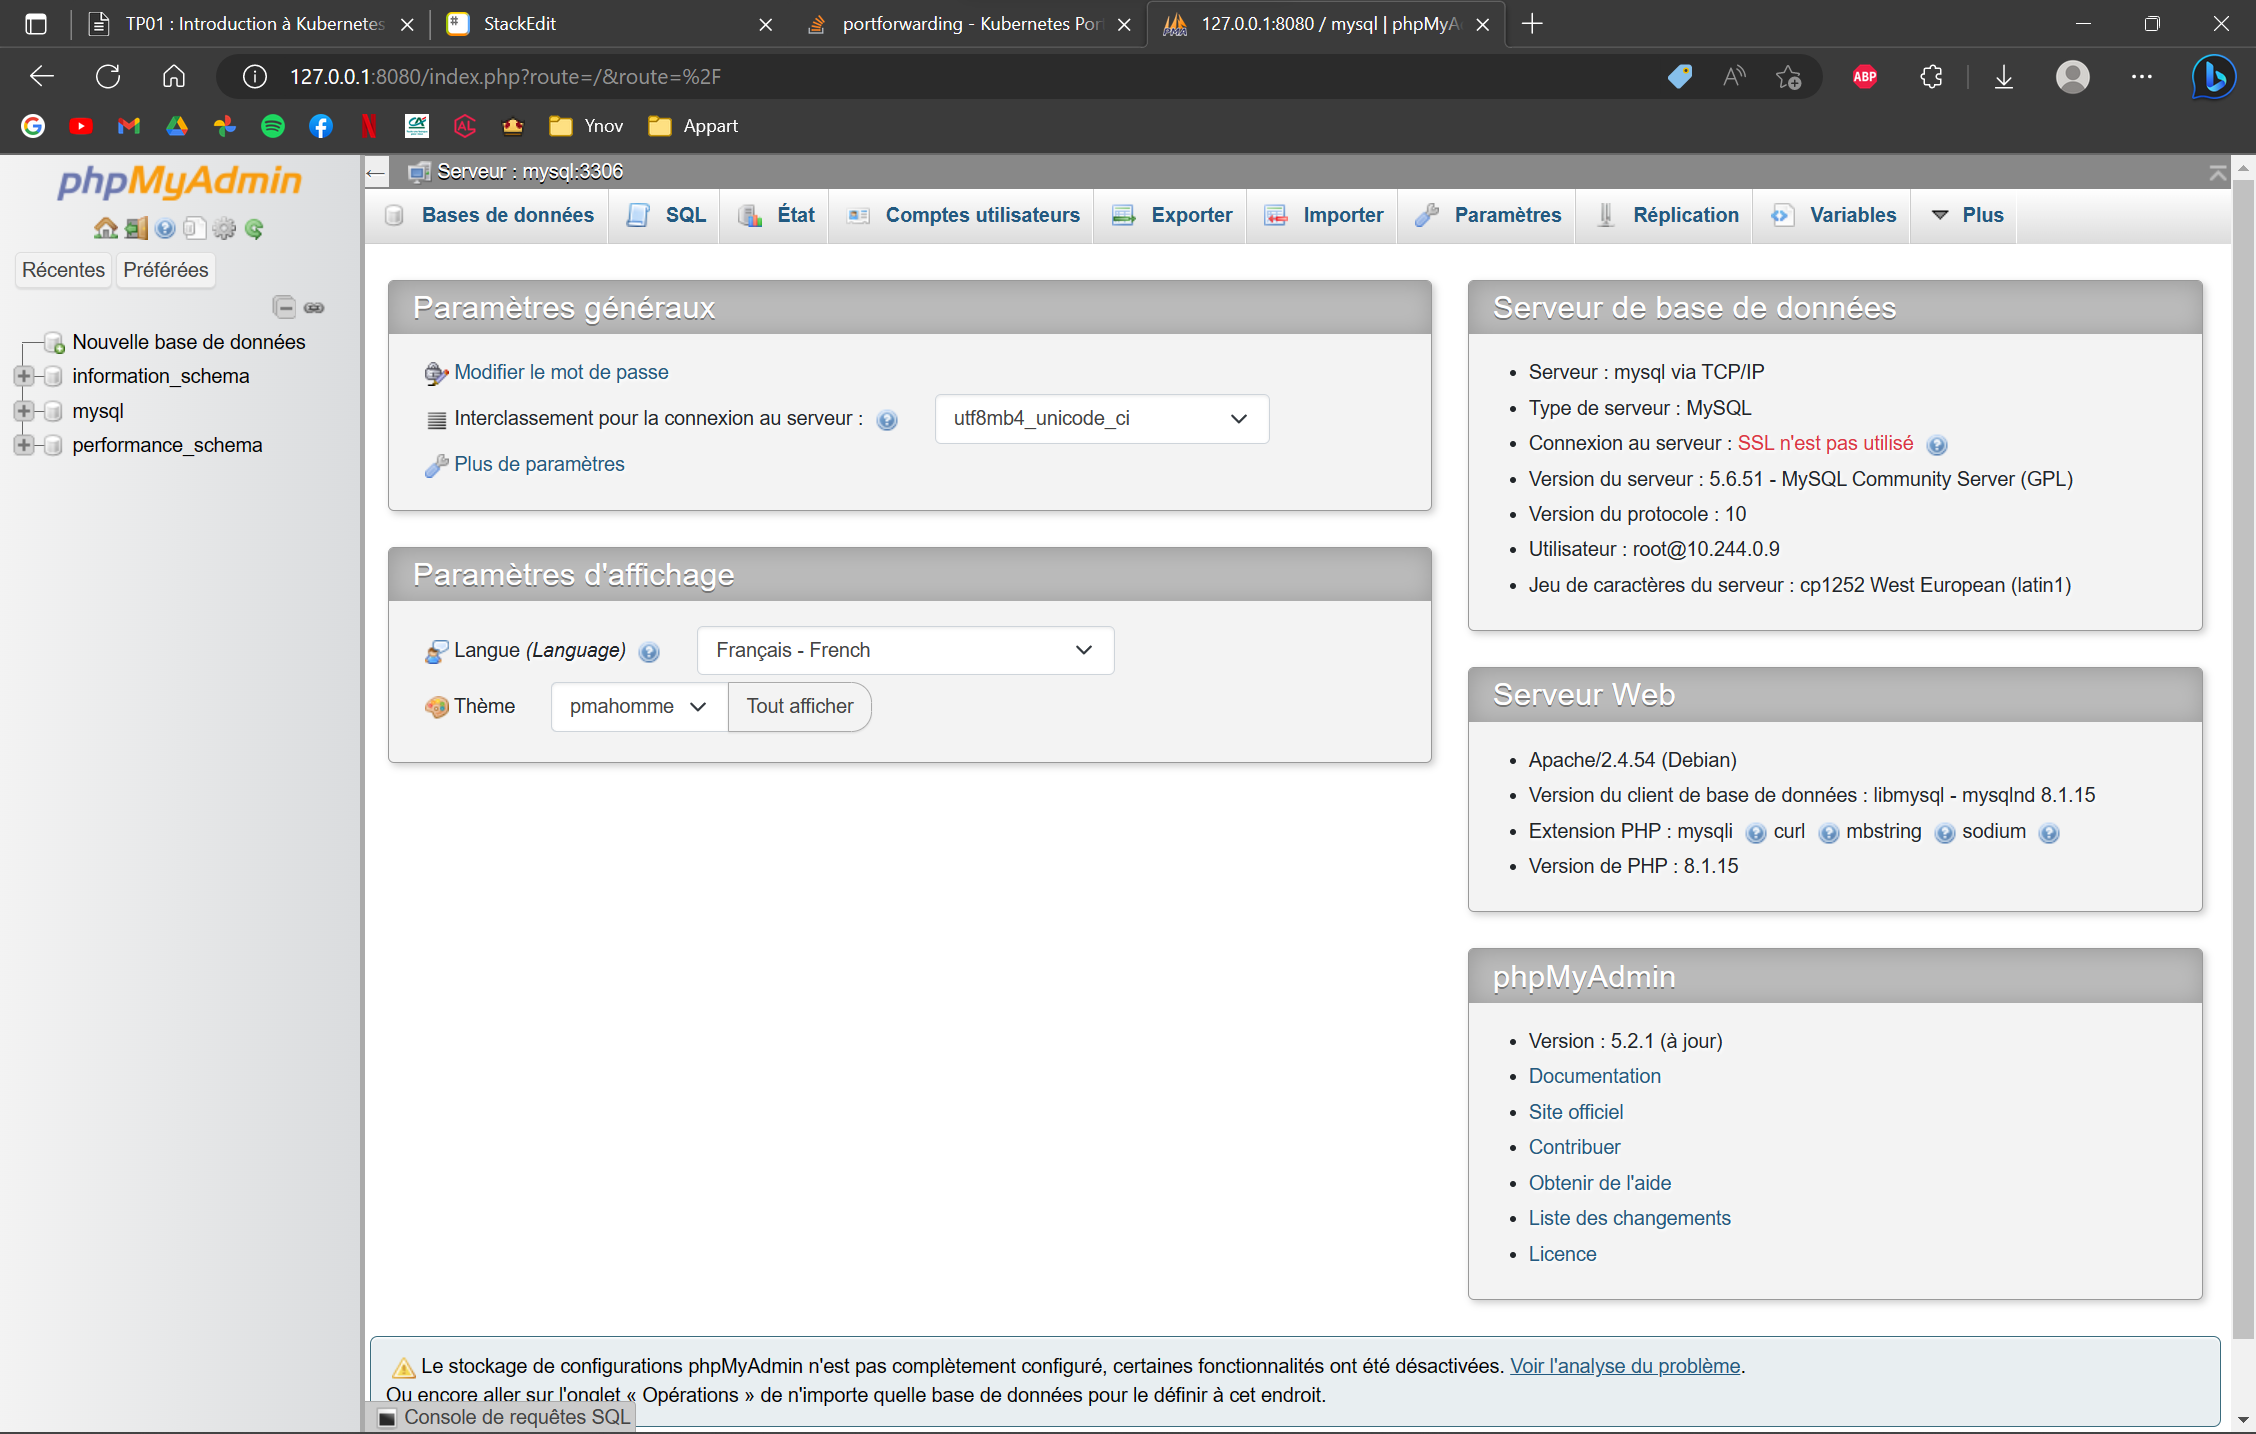 TP01 : Introduction à Kubernetes
StackEdit
portforwarding - Kubernetes Por
127.0.0.1:8080 / mysql | phpMyA
127.0.0.1:8080/index.php?route=/&route=%2F
ABP
Ynov
Appart
phpMyAdmin
Récentes
Préférées
Nouvelle base de données
information_schema
mysql
performance_schema
Serveur : mysql:3306
Bases de données
SQL
État
Comptes utilisateurs
Exporter
Importer
Paramètres
Réplication
Variables
Plus
Paramètres généraux
Modifier le mot de passe
Interclassement pour la connexion au serveur :
utf8mb4_unicode_ci
Plus de paramètres
Paramètres d'affichage
Langue (Language)
Français - French
Thème
pmahomme
Tout afficher
Serveur de base de données
Serveur : mysql via TCP/IP
Type de serveur : MySQL
Connexion au serveur : SSL n'est pas utilisé
Version du serveur : 5.6.51 - MySQL Community Server (GPL)
Version du protocole : 10
Utilisateur : root@10.244.0.9
Jeu de caractères du serveur : cp1252 West European (latin1)
Serveur Web
Apache/2.4.54 (Debian)
Version du client de base de données : libmysql - mysqlnd 8.1.15
Extension PHP : mysqli curl mbstring sodium
Version de PHP : 8.1.15
phpMyAdmin
Version : 5.2.1 (à jour)
Documentation
Site officiel
Contribuer
Obtenir de l'aide
Liste des changements
Licence
Le stockage de configurations phpMyAdmin n'est pas complètement configuré, certaines fonctionnalités ont été désactivées. Voir l'analyse du problème.
Ou encore aller sur l'onglet « Opérations » de n'importe quelle base de données pour le définir à cet endroit.
Console de requêtes SQL